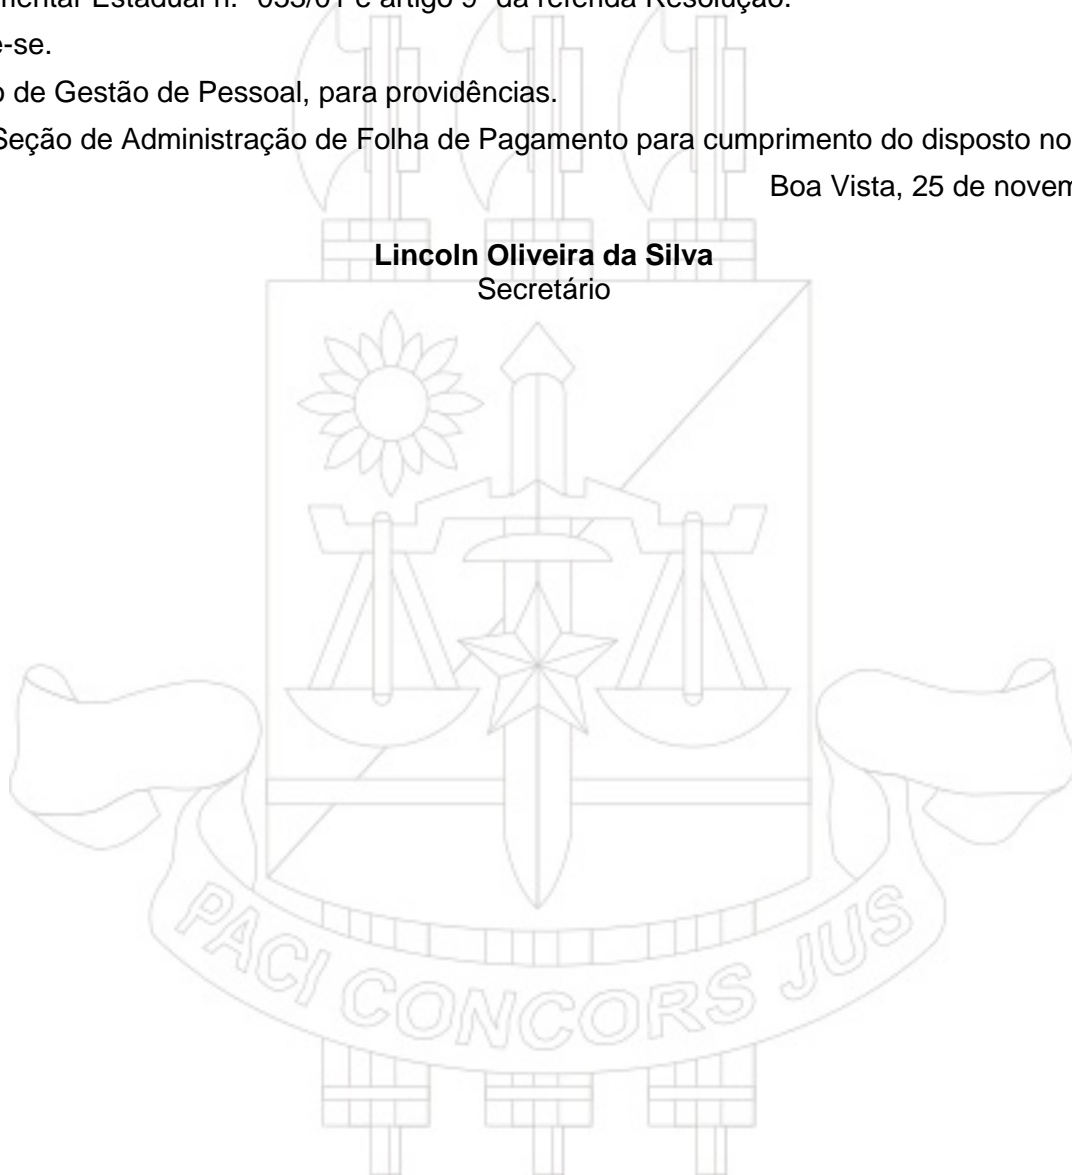 mentar Estadual n.º 053/01 e artigo 9º da referida Resolução.
e-se.
o de Gestão de Pessoal, para providências.
Seção de Administração de Folha de Pagamento para cumprimento do disposto no
Boa Vista, 25 de novem
Lincoln Oliveira da Silva
Secretário
PACI CONCORS JUS